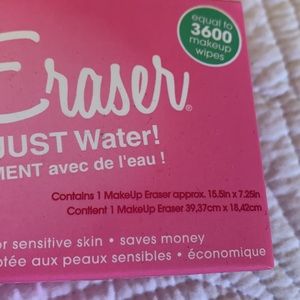 equal to
3600
makeup
wipes
Eraser®
JUST Water!
MENT avec de l'eau !
Contains 1 MakeUp Eraser approx. 15.5in x 7.25in
Contient 1 MakeUp Eraser 39,37cm x 18,42cm
or sensitive skin • saves money
ptée aux peaux sensibles • économique